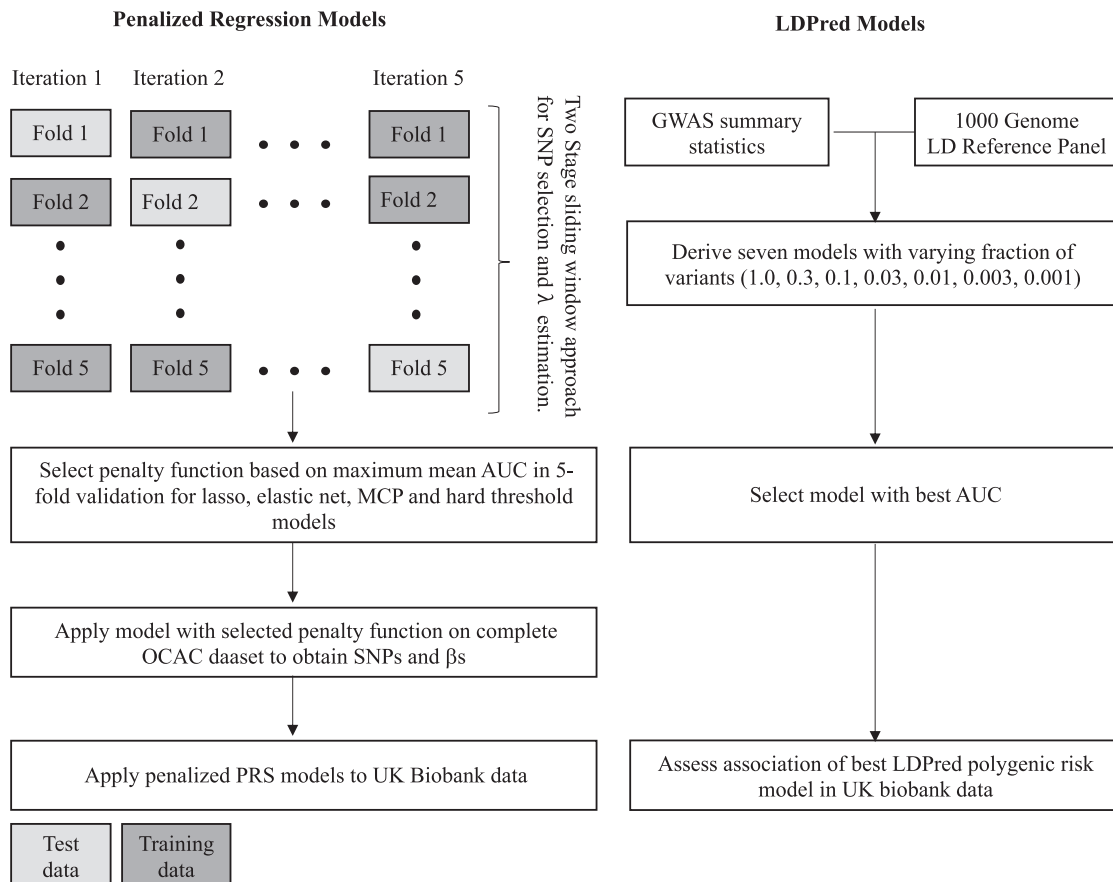 Penalized Regression Models
Iteration 1
Iteration 2
Iteration 5
Fold 1
Fold 1
Fold 1
Fold 2
Fold 2
Fold 2
Fold 5
Fold 5
Fold 5
Two Stage sliding window approach
for SNP selection and λ estimation.
Select penalty function based on maximum mean AUC in 5-
fold validation for lasso, elastic net, MCP and hard threshold
models
Apply model with selected penalty function on complete
OCAC daaset to obtain SNPs and βs
Apply penalized PRS models to UK Biobank data
Test
data
Training
data
LDPred Models
GWAS summary
statistics
1000 Genome
LD Reference Panel
Derive seven models with varying fraction of
variants (1.0, 0.3, 0.1, 0.03, 0.01, 0.003, 0.001)
Select model with best AUC
Assess association of best LDPred polygenic risk
model in UK biobank data